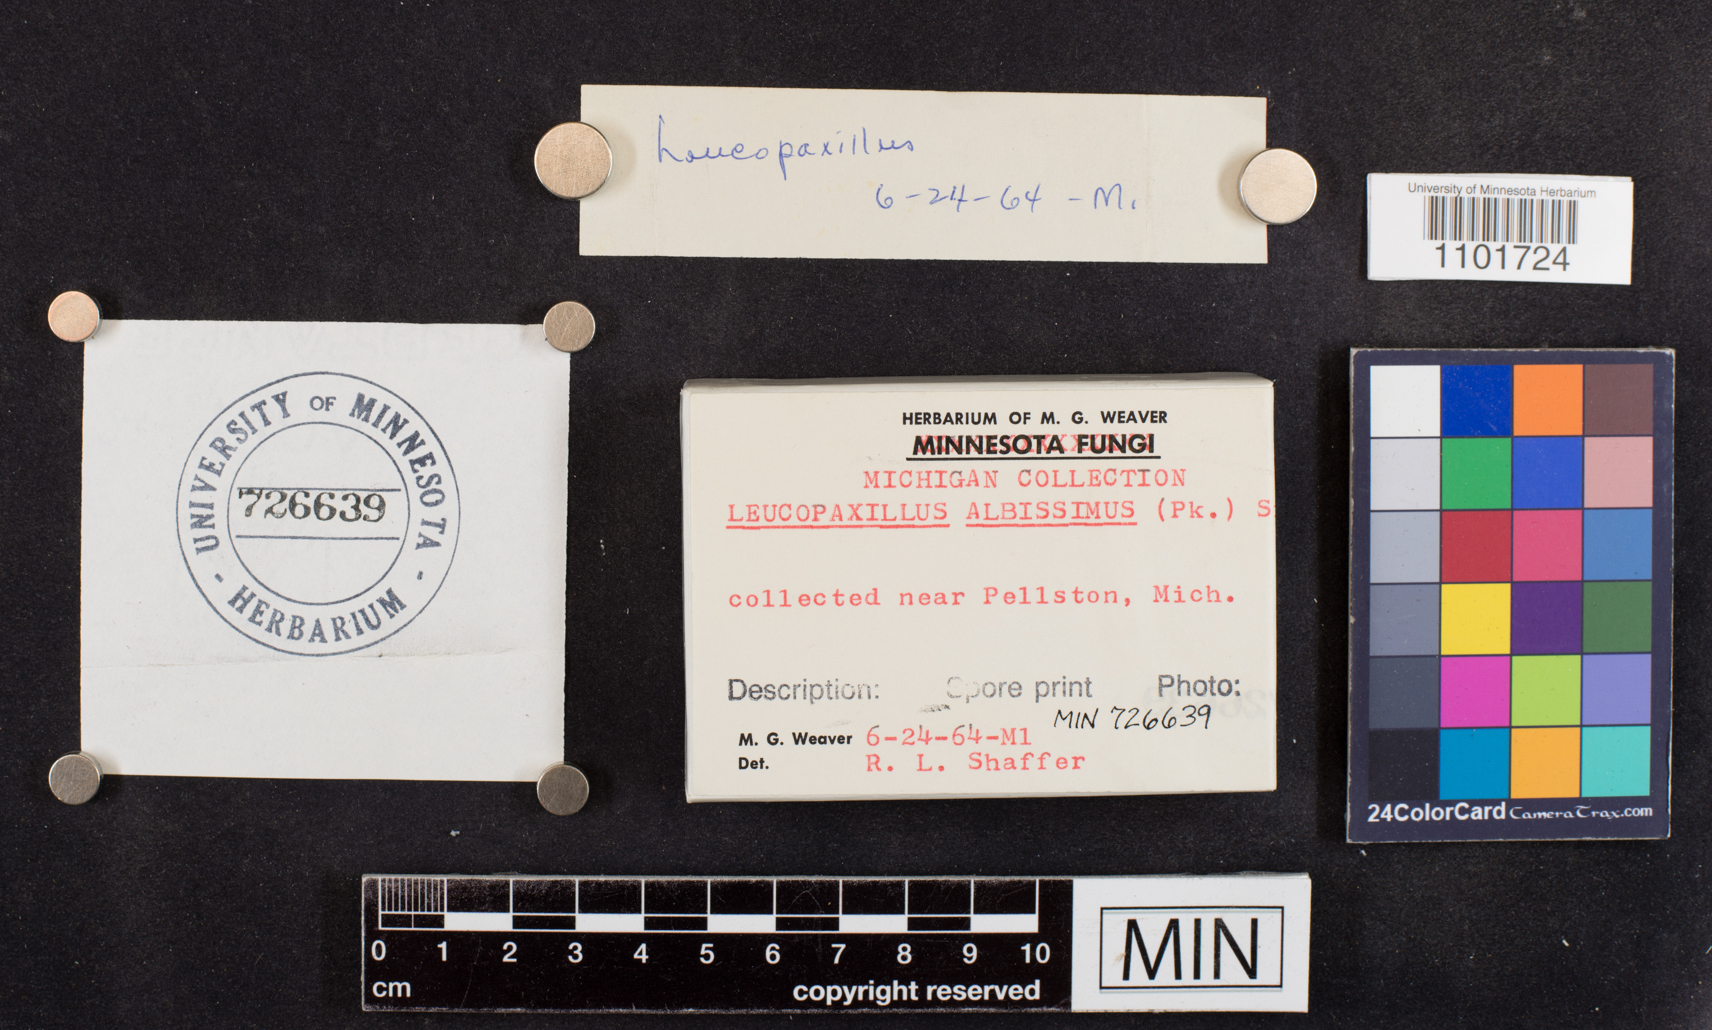 Leucopaxillus
6-24-64 - M.
University of Minnesota Herbarium
1101724
UNIVERSITY OF MINNESOTA
726639
- HERBARIUM -
HERBARIUM OF M. G. WEAVER
MINNESOTA FUNGI
MICHIGAN COLLECTION
LEUCOPAXILLUS ALBISSIMUS (Pk.) S
collected near Pellston, Mich.
Description: Spore print Photo:
MIN 726639
M. G. Weaver 6-24-64-M1
Det. R. L. Shaffer
24ColorCard CameraTrax.com
0 1 2 3 4 5 6 7 8 9 10
cm copyright reserved
MIN